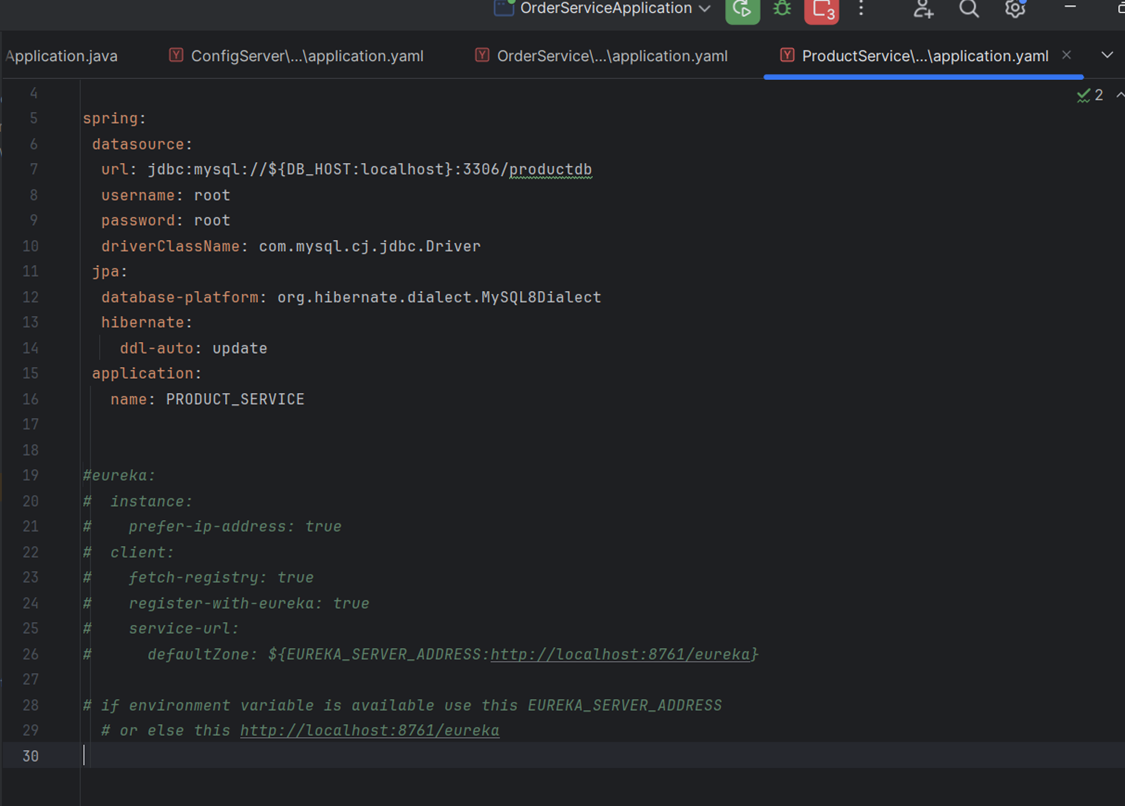 OrderServiceApplication
3
Application.java
ConfigServer\...\application.yaml
OrderService\...\application.yaml
ProductService\...\application.yaml
2
4
5 spring:
6 datasource:
7 url: jdbc:mysql://${DB_HOST:localhost}:3306/productdb
8 username: root
9 password: root
10 driverClassName: com.mysql.cj.jdbc.Driver
11 jpa:
12 database-platform: org.hibernate.dialect.MySQL8Dialect
13 hibernate:
14 ddl-auto: update
15 application:
16 name: PRODUCT_SERVICE
17
18
19 #eureka:
20 # instance:
21 # prefer-ip-address: true
22 # client:
23 # fetch-registry: true
24 # register-with-eureka: true
25 # service-url:
26 # defaultZone: ${EUREKA_SERVER_ADDRESS:http://localhost:8761/eureka}
27
28 # if environment variable is available use this EUREKA_SERVER_ADDRESS
29 # or else this http://localhost:8761/eureka
30